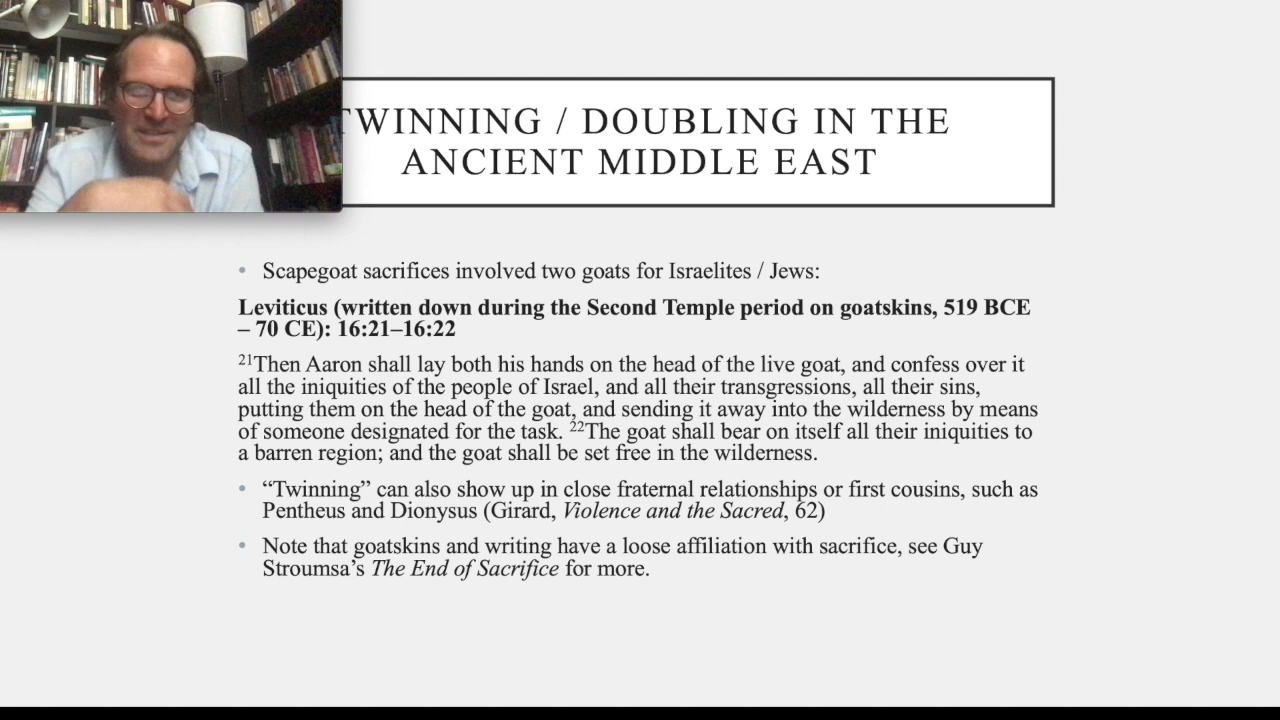 TWINNING / DOUBLING IN THE
ANCIENT MIDDLE EAST
• Scapegoat sacrifices involved two goats for Israelites / Jews:
Leviticus (written down during the Second Temple period on goatskins, 519 BCE
– 70 CE): 16:21–16:22
²¹Then Aaron shall lay both his hands on the head of the live goat, and confess over it
all the iniquities of the people of Israel, and all their transgressions, all their sins,
putting them on the head of the goat, and sending it away into the wilderness by means
of someone designated for the task. ²²The goat shall bear on itself all their iniquities to
a barren region; and the goat shall be set free in the wilderness.
• “Twinning” can also show up in close fraternal relationships or first cousins, such as
Pentheus and Dionysus (Girard, Violence and the Sacred, 62)
• Note that goatskins and writing have a loose affiliation with sacrifice, see Guy
Stroumsa’s The End of Sacrifice for more.